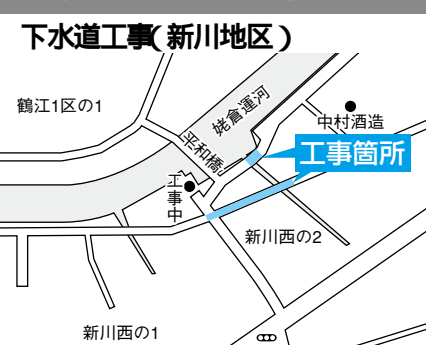 下水道工事(新川地区)
鶴江1区の1
姥倉運河
中村酒造
平和橋
工事箇所
工事中
新川西の2
新川西の1